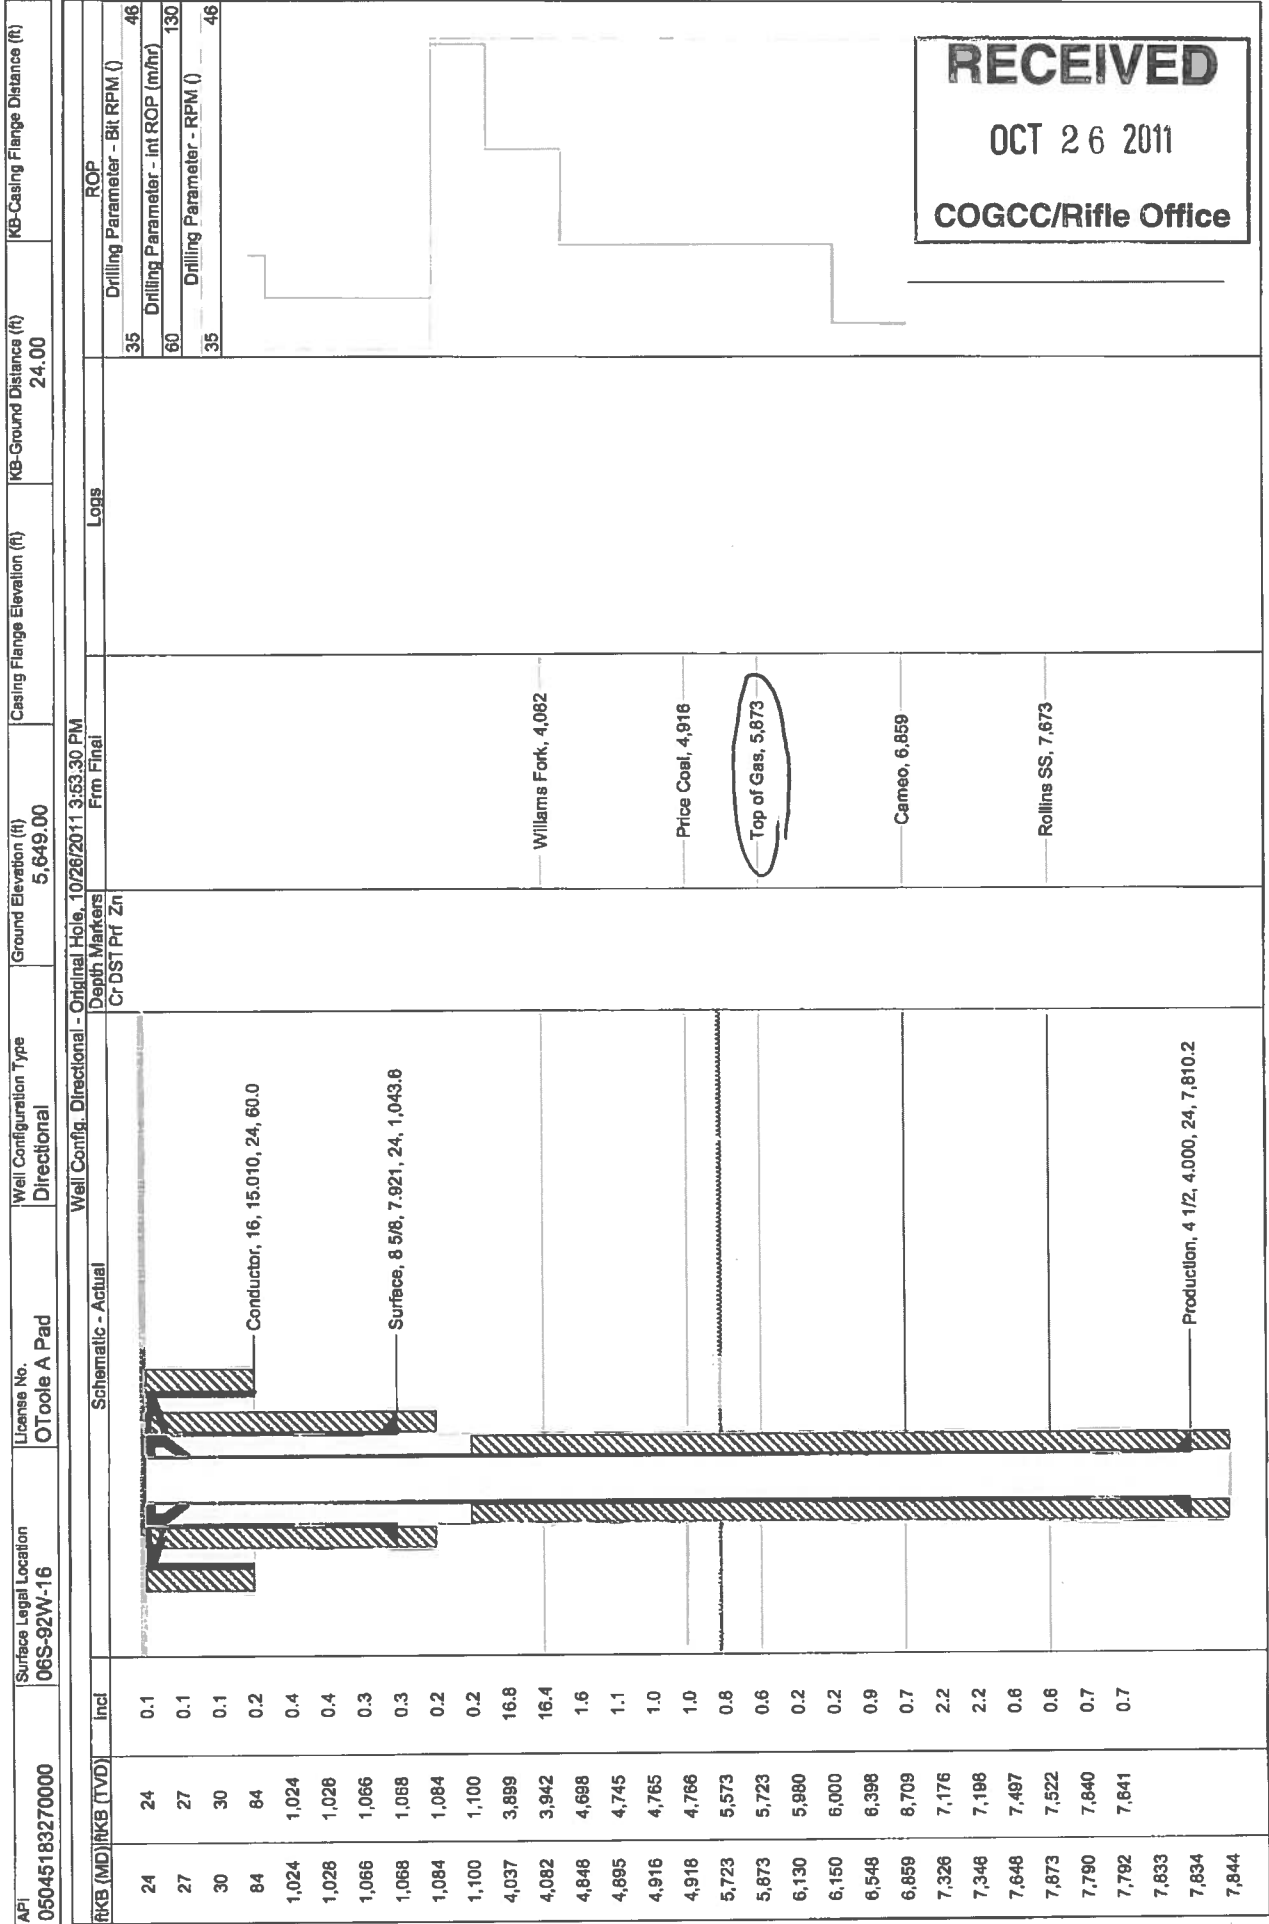 API
05045183270000
Surface Legal Location
06S-92W-16
License No.
OToole A Pad
Well Configuration Type
Directional
Ground Elevation (ft)
5,649.00
Casing Flange Elevation (ft)
KB-Ground Distance (ft)
24.00
KB-Casing Flange Distance (ft)
Well Config. Directional - Original Hole, 10/26/2011 3:53:30 PM
ftKB (MD) ftKB (TVD) Incl Schematic - Actual Depth Markers Frm Final Logs ROP
Cr DST Prf Zn
Drilling Parameter - Bit RPM ()
35 46
Drilling Parameter - int ROP (m/hr)
60 130
Drilling Parameter - RPM ()
35 46
24 24 0.1
27 27 0.1
30 30 0.1
84 84 0.2
Conductor, 16, 15.010, 24, 60.0
1,024 1,024 0.4
1,028 1,028 0.4
1,066 1,066 0.3
1,068 1,068 0.3
Surface, 8 5/8, 7.921, 24, 1,043.6
1,084 1,084 0.2
1,100 1,100 0.2
4,037 3,899 16.8
4,082 3,942 16.4
Willams Fork, 4,082
4,848 4,698 1.6
4,895 4,745 1.1
4,916 4,765 1.0
4,918 4,766 1.0
Price Coal, 4,916
5,723 5,573 0.8
5,873 5,723 0.6
Top of Gas, 5,873
6,130 5,980 0.2
6,150 6,000 0.2
6,548 6,398 0.9
6,859 6,709 0.7
Cameo, 6,859
7,326 7,176 2.2
7,346 7,196 2.2
7,648 7,497 0.6
7,673 7,522 0.6
Rollins SS, 7,673
7,790 7,640 0.7
7,792 7,641 0.7
7,833
7,834
Production, 4 1/2, 4.000, 24, 7,810.2
7,844
RECEIVED
OCT 26 2011
COGCC/Rifle Office